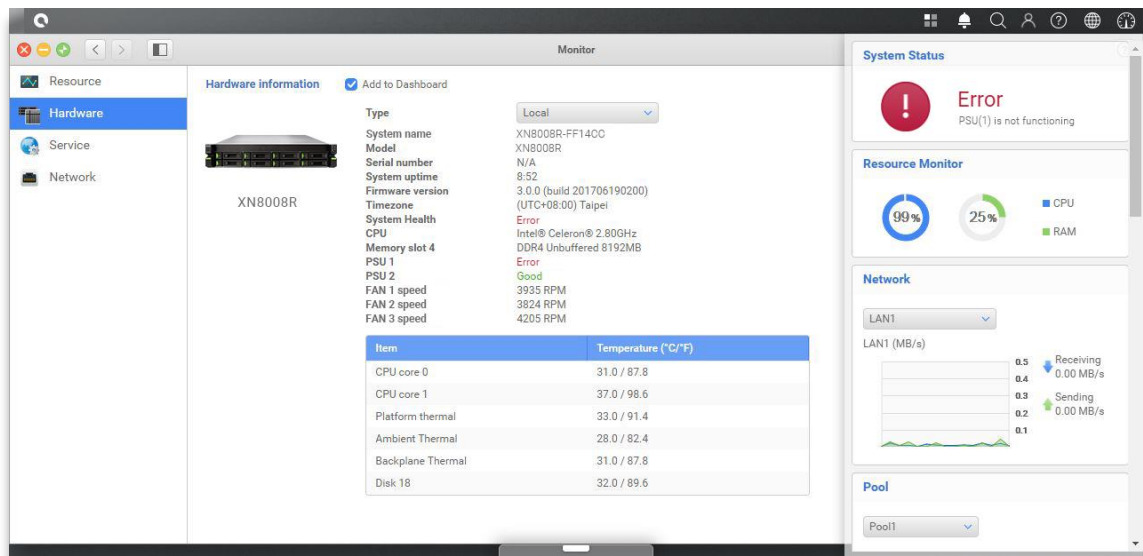 Monitor
Resource
Hardware
Service
Network
Hardware information
Add to Dashboard
XN8008R
Type Local
System name XN8008R-FF14CC
Model XN8008R
Serial number N/A
System uptime 8:52
Firmware version 3.0.0 (build 201706190200)
Timezone (UTC+08:00) Taipei
System Health Error
CPU Intel® Celeron® 2.80GHz
Memory slot 4 DDR4 Unbuffered 8192MB
PSU 1 Error
PSU 2 Good
FAN 1 speed 3935 RPM
FAN 2 speed 3824 RPM
FAN 3 speed 4205 RPM
Item Temperature (°C/°F)
CPU core 0 31.0 / 87.8
CPU core 1 37.0 / 98.6
Platform thermal 33.0 / 91.4
Ambient Thermal 28.0 / 82.4
Backplane Thermal 31.0 / 87.8
Disk 18 32.0 / 89.6
System Status
Error
PSU(1) is not functioning
Resource Monitor
99%
25%
CPU
RAM
Network
LAN1
LAN1 (MB/s)
0.5
0.4
0.3
0.2
0.1
Receiving
0.00 MB/s
Sending
0.00 MB/s
Pool
Pool1